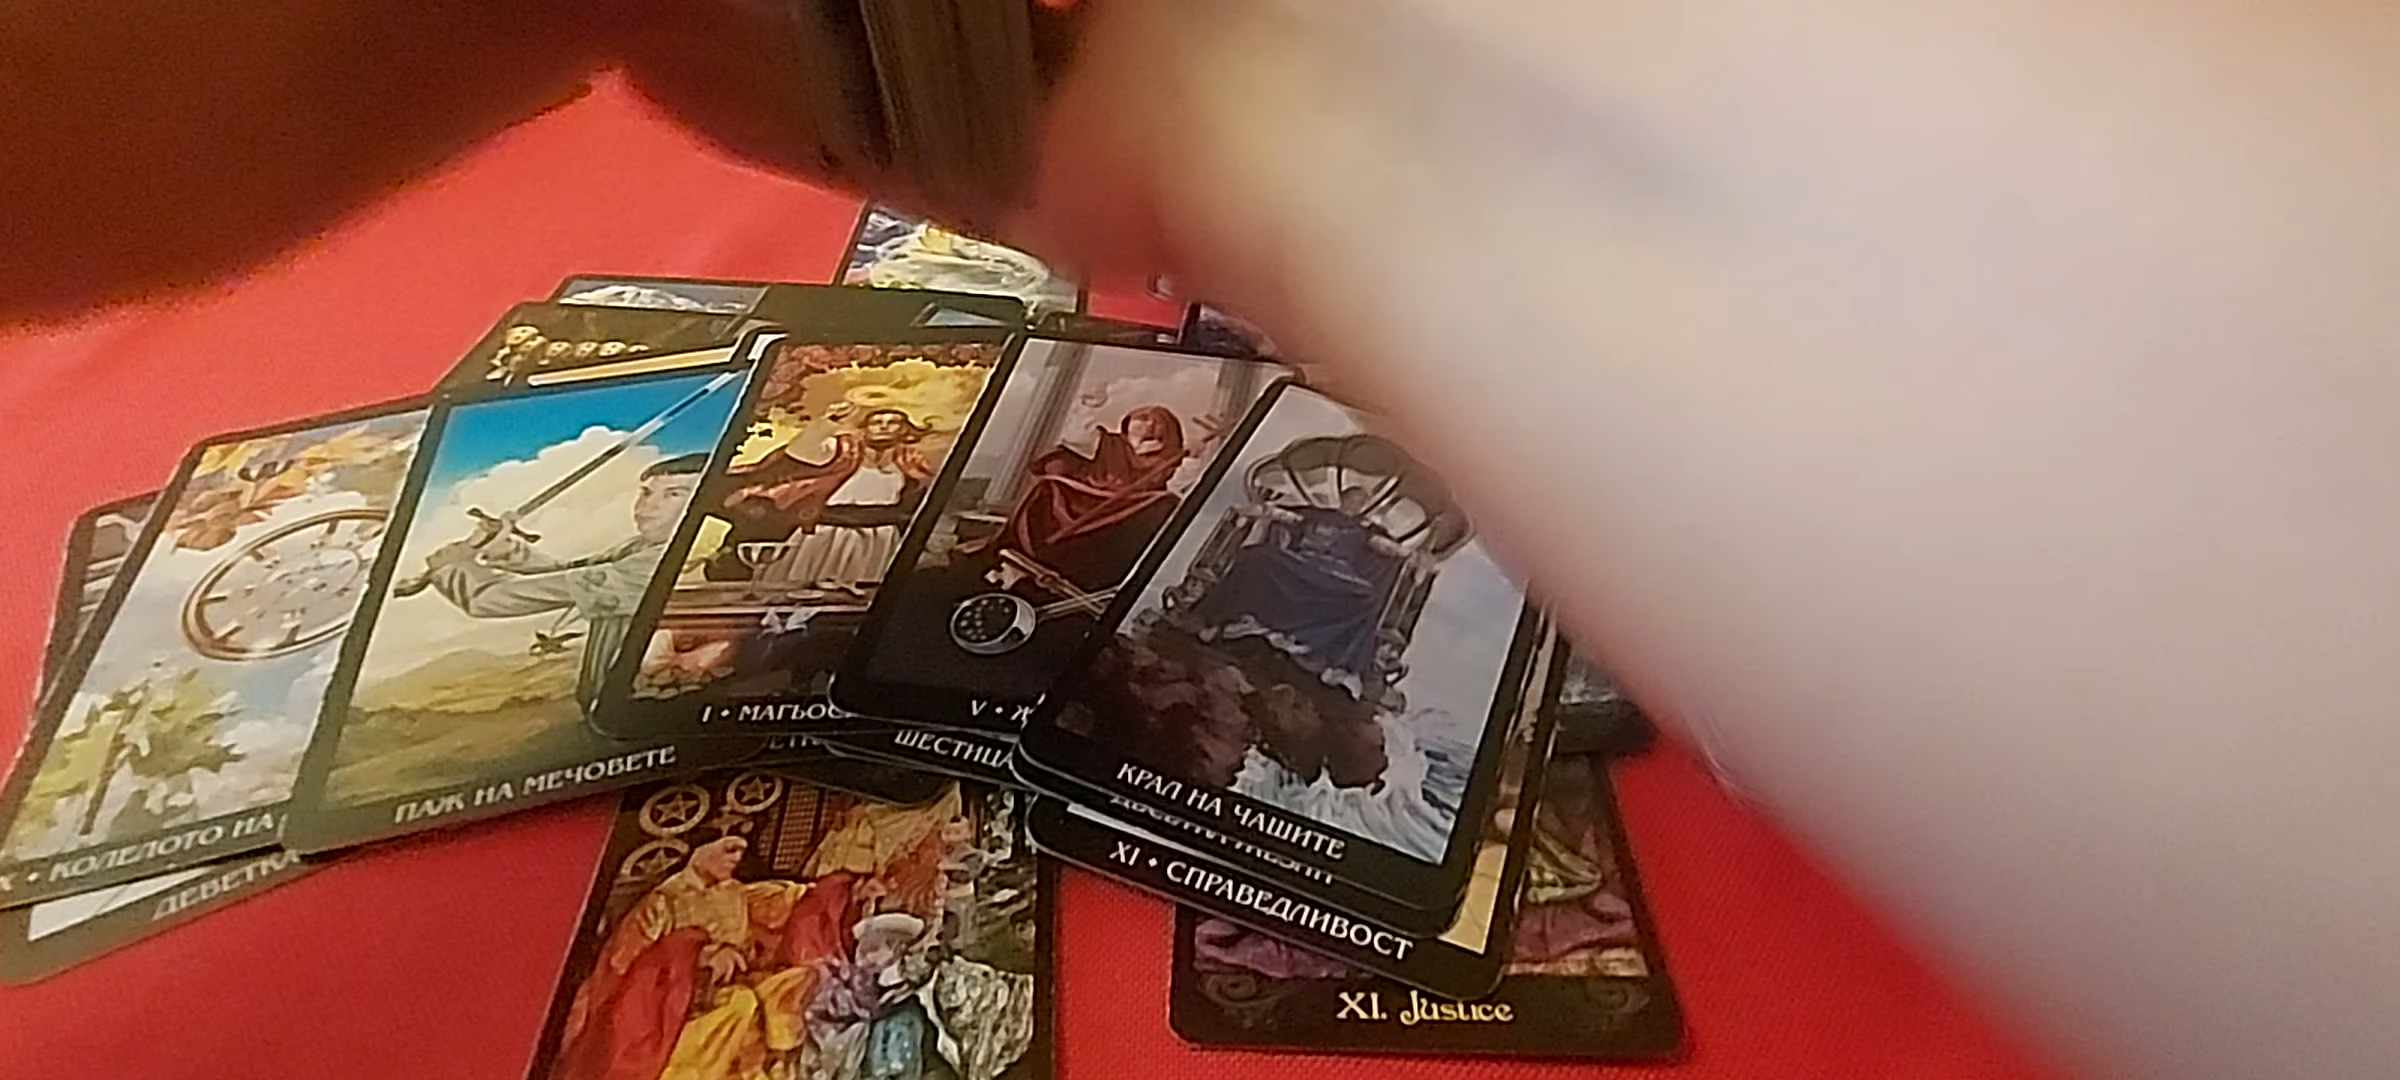 X • КОЛЕЛОТО НА
ДЕВЕТКА
ПАЖ НА МЕЧОВЕТЕ
I • МАГЬОС
V • Ж
ШЕСТИЦА
КРАЛ НА ЧАШИТЕ
XI • СПРАВЕДЛИВОСТ
XI. Justice